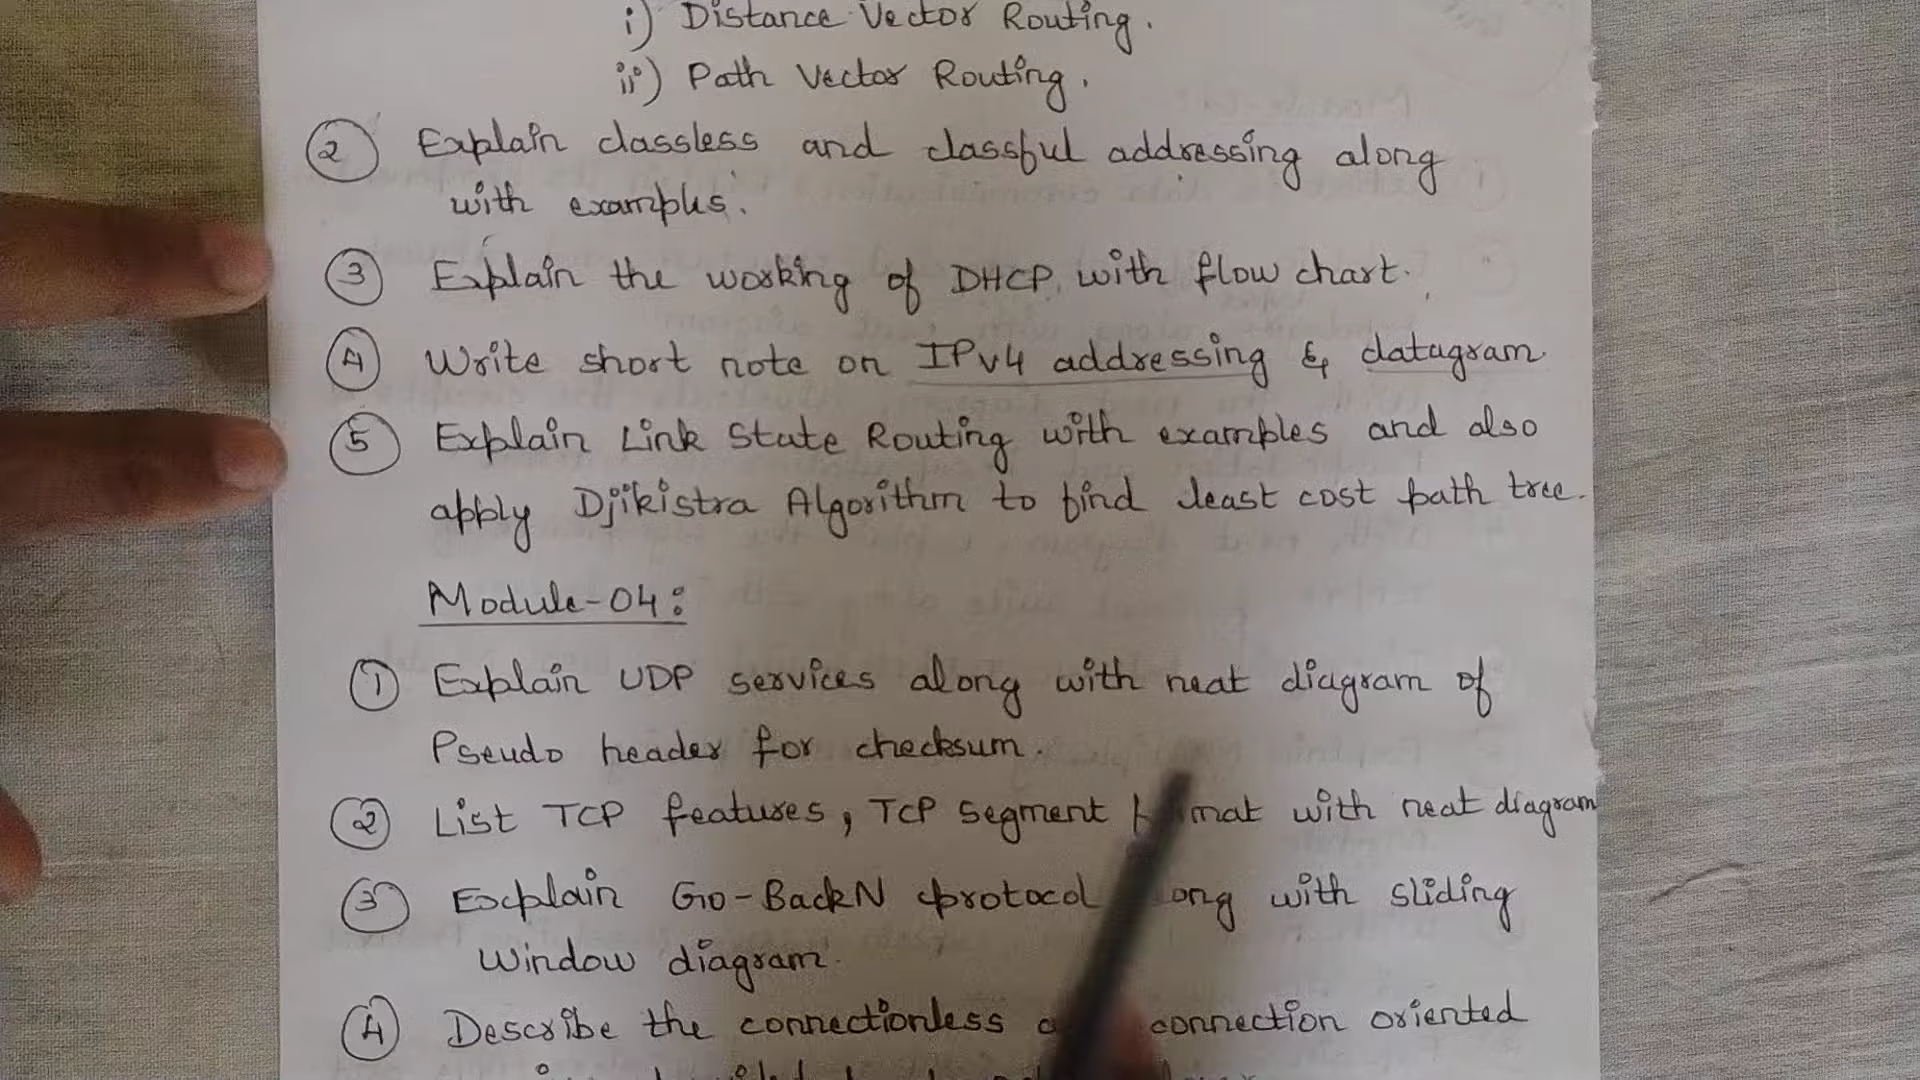 i) Distance Vector Routing.
ii) Path Vector Routing.
2 Explain classless and classful addressing along
with examples.
3 Explain the working of DHCP with flow chart.
4 Write short note on IPv4 addressing & datagram
5 Explain Link State Routing with examples and also
apply Djikistra Algorithm to find least cost path tree.
Module-04:
1 Explain UDP services along with neat diagram of
Pseudo header for checksum.
2 List TCP features, TCP segment mat with neat diagram
3 Explain Go-BackN protocol ong with sliding
Window diagram.
4 Describe the connectionless connection oriented